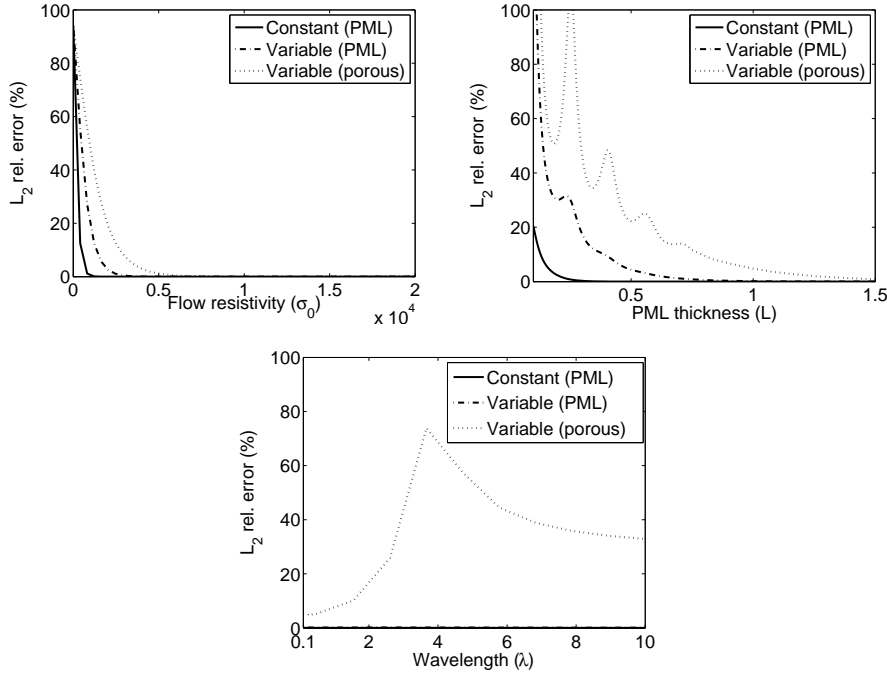 100
80
60
40
20
0
L2 rel. error (%)
Constant (PML)
Variable (PML)
Variable (porous)
0
0.5
1
1.5
2
x 10^4
Flow resistivity (σ0)
100
80
60
40
20
0
L2 rel. error (%)
Constant (PML)
Variable (PML)
Variable (porous)
0.5
1
1.5
PML thickness (L)
100
80
60
40
20
0
L2 rel. error (%)
Constant (PML)
Variable (PML)
Variable (porous)
0.1
2
4
6
8
10
Wavelength (λ)